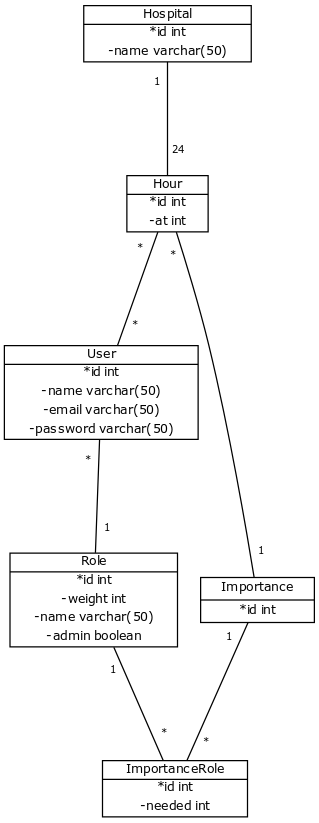 Hospital
*id int
-name varchar(50)
1
24
Hour
*id int
-at int
*
*
*
User
*id int
-name varchar(50)
-email varchar(50)
-password varchar(50)
*
1
1
Role
*id int
-weight int
-name varchar(50)
-admin boolean
Importance
*id int
1
1
*
*
ImportanceRole
*id int
-needed int